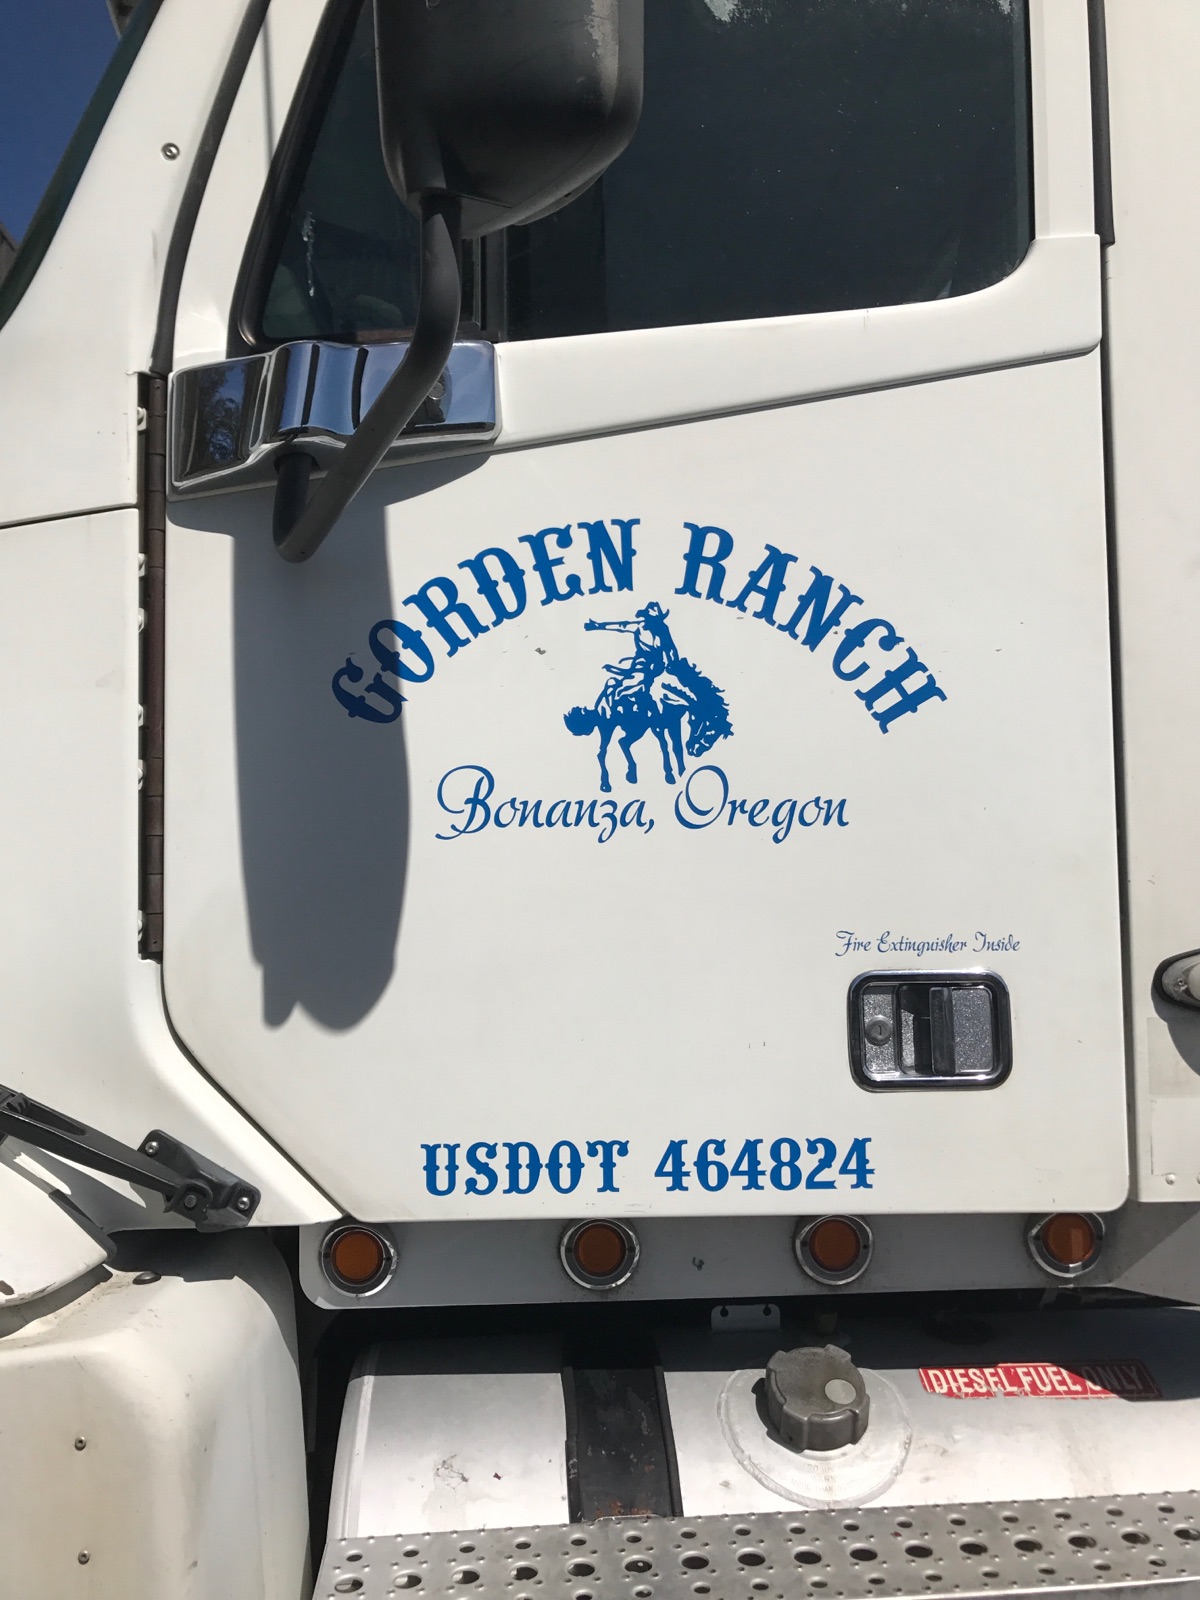 GORDEN RANCH
Bonanza, Oregon
Fire Extinguisher Inside
USDOT 464824
DIESEL FUEL ONLY